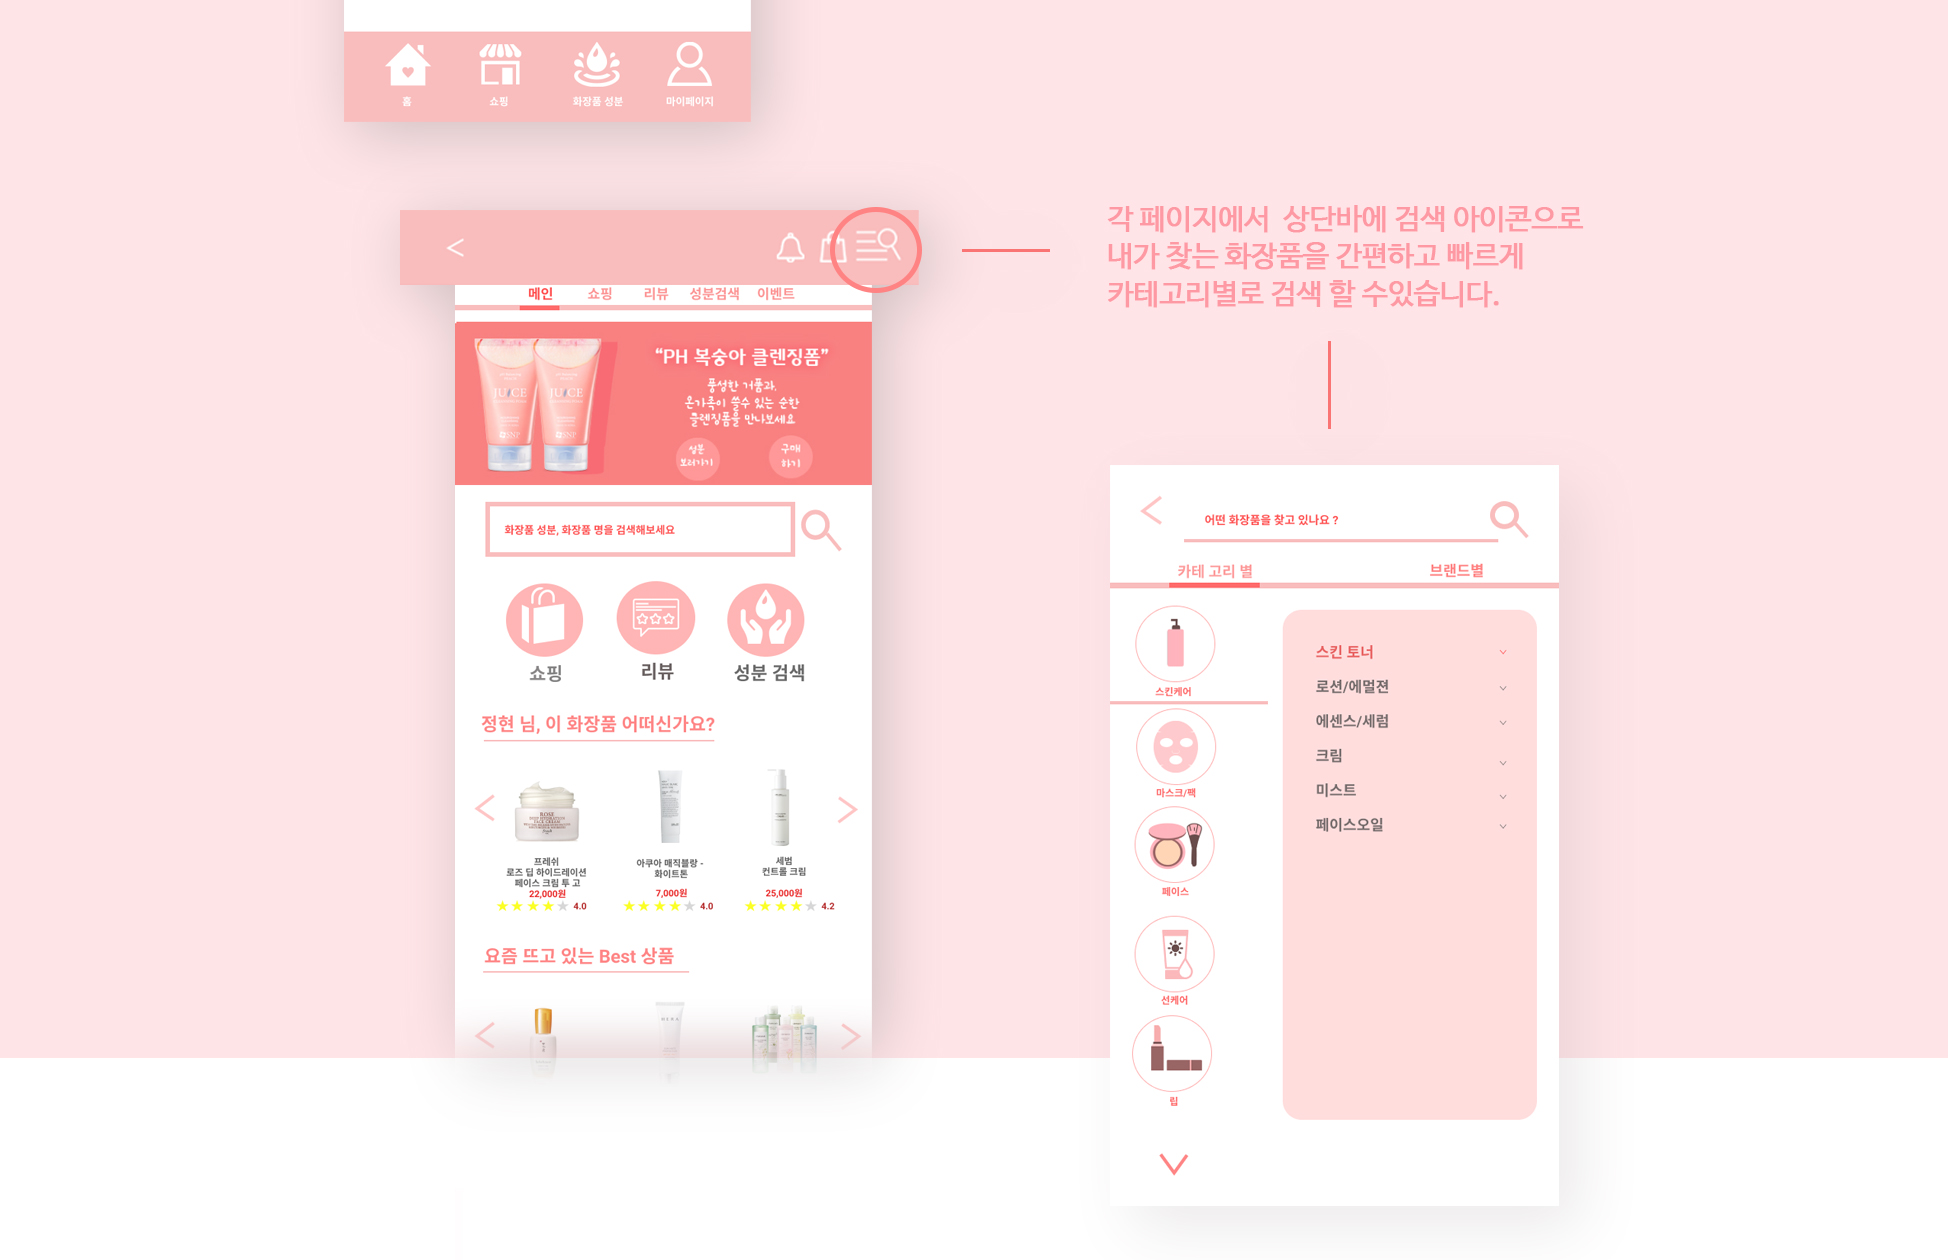 홈
쇼핑
화장품 성분
마이페이지
각 페이지에서 상단바에 검색 아이콘으로
내가 찾는 화장품을 간편하고 빠르게
카테고리별로 검색 할 수있습니다.
메인 쇼핑 리뷰 성분검색 이벤트
“PH 복숭아 클렌징폼”
풍성한 거품과,
온가족이 쓸수 있는 순한
클렌징폼을 만나보세요
성분
보러가기
구매
하기
JUICE
JUICE
SNP
SNP
화장품 성분, 화장품 명을 검색해보세요
쇼핑
리뷰
성분 검색
정현 님, 이 화장품 어떠신가요?
ROSE
FACE CREAM
프레쉬
로즈 딥 하이드레이션
페이스 크림 투 고
22,000원
4.0
아쿠아 매직블랑 -
화이트톤
7,000원
4.0
세범
컨트롤 크림
25,000원
4.2
요즘 뜨고 있는 Best 상품
HERA
어떤 화장품을 찾고 있나요 ?
카테 고리 별
브랜드별
스킨케어
마스크/팩
페이스
선케어
립
스킨 토너
로션/에멀젼
에센스/세럼
크림
미스트
페이스오일